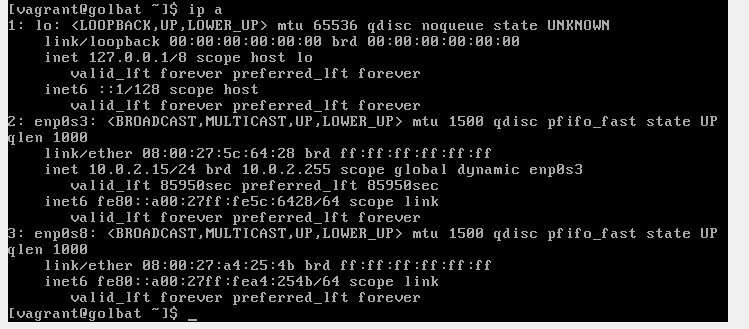 [vagrant@golbat ~]$ ip a
1: lo: <LOOPBACK,UP,LOWER_UP> mtu 65536 qdisc noqueue state UNKNOWN
    link/loopback 00:00:00:00:00:00 brd 00:00:00:00:00:00
    inet 127.0.0.1/8 scope host lo
       valid_lft forever preferred_lft forever
    inet6 ::1/128 scope host
       valid_lft forever preferred_lft forever
2: enp0s3: <BROADCAST,MULTICAST,UP,LOWER_UP> mtu 1500 qdisc pfifo_fast state UP
qlen 1000
    link/ether 08:00:27:5c:64:28 brd ff:ff:ff:ff:ff:ff
    inet 10.0.2.15/24 brd 10.0.2.255 scope global dynamic enp0s3
       valid_lft 85950sec preferred_lft 85950sec
    inet6 fe80::a00:27ff:fe5c:6428/64 scope link
       valid_lft forever preferred_lft forever
3: enp0s8: <BROADCAST,MULTICAST,UP,LOWER_UP> mtu 1500 qdisc pfifo_fast state UP
qlen 1000
    link/ether 08:00:27:a4:25:4b brd ff:ff:ff:ff:ff:ff
    inet6 fe80::a00:27ff:fea4:254b/64 scope link
       valid_lft forever preferred_lft forever
[vagrant@golbat ~]$ _